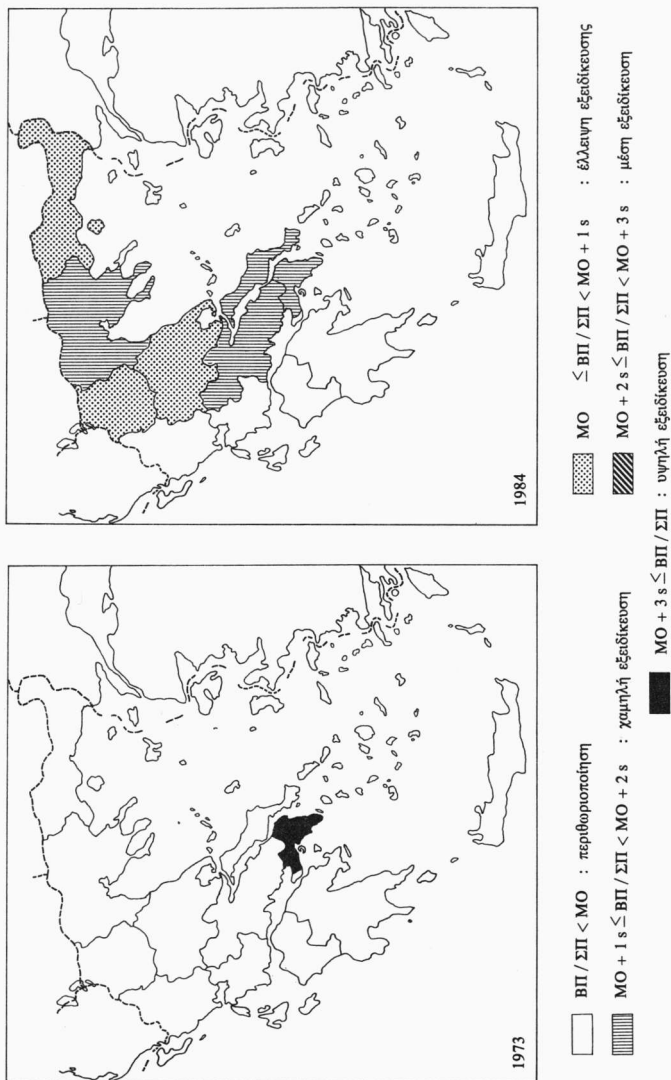 1973
1984
ΒΠ / ΣΠ < ΜΟ : περιθωριοποίηση
ΜΟ + 1 s ≤ ΒΠ / ΣΠ < ΜΟ + 2 s : χαμηλή εξειδίκευση
ΜΟ ≤ ΒΠ / ΣΠ < ΜΟ + 1 s : έλλειψη εξειδίκευσης
ΜΟ + 2 s ≤ ΒΠ / ΣΠ < ΜΟ + 3 s : μέση εξειδίκευση
ΜΟ + 3 s ≤ ΒΠ / ΣΠ : υψηλή εξειδίκευση